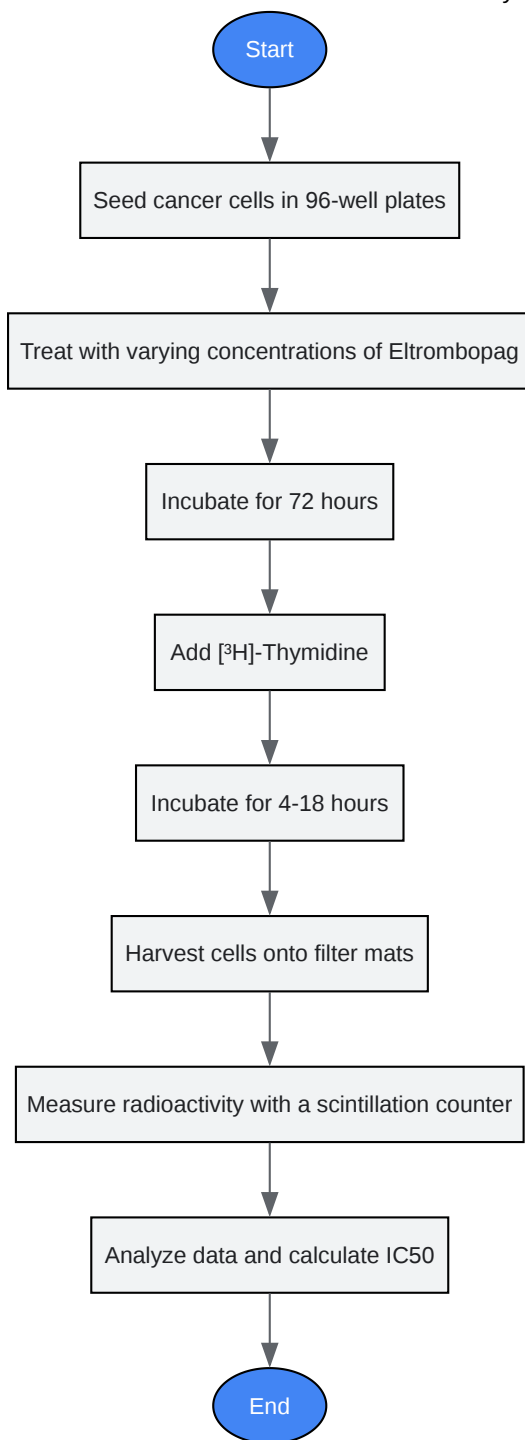 Start
Seed cancer cells in 96-well plates
Treat with varying concentrations of Eltrombopag
Incubate for 72 hours
Add [³H]-Thymidine
Incubate for 4-18 hours
Harvest cells onto filter mats
Measure radioactivity with a scintillation counter
Analyze data and calculate IC50
End